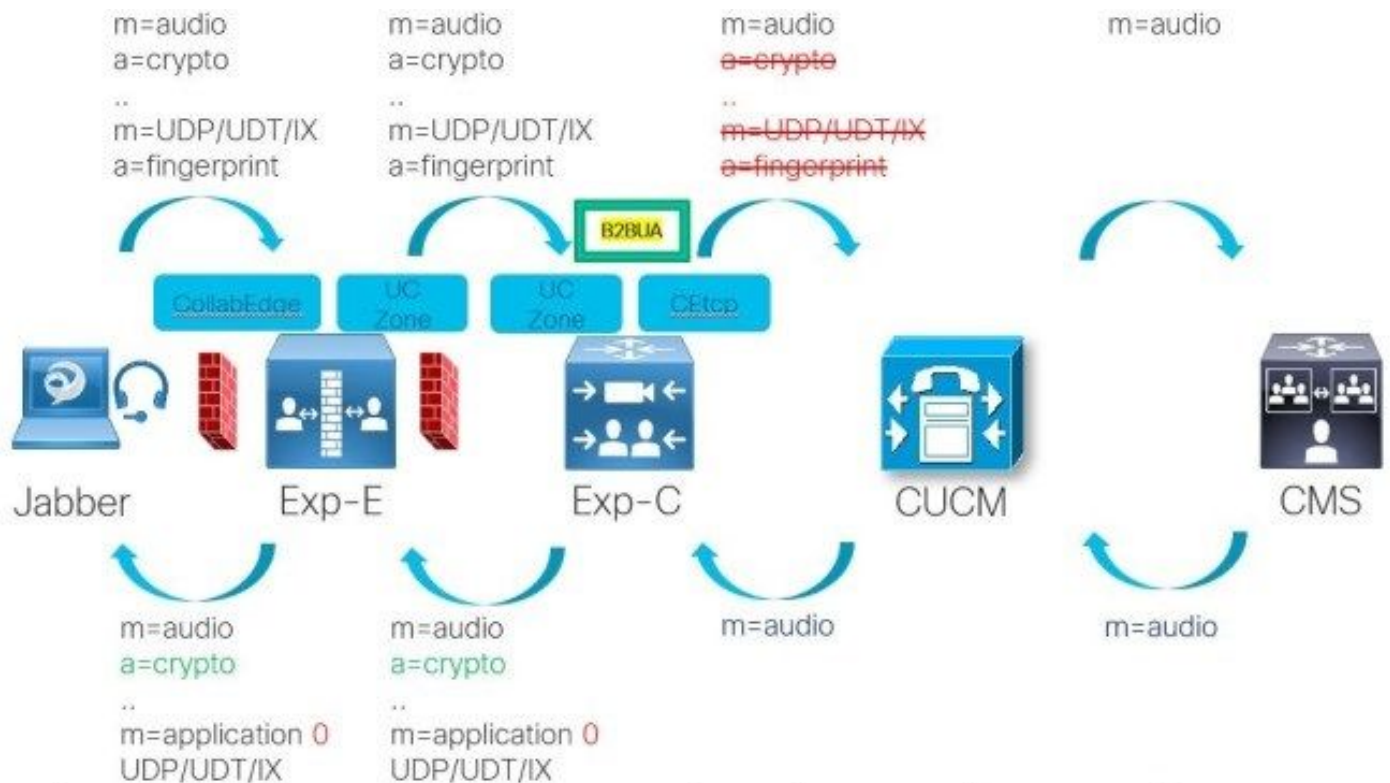 m=audio
a=crypto
..
m=UDP/UDT/IX
a=fingerprint
m=audio
a=crypto
..
m=UDP/UDT/IX
a=fingerprint
m=audio
a=crypto
..
m=UDP/UDT/IX
a=fingerprint
m=audio
B2BUA
CollabEdge
UC
Zone
UC
Zone
CEtcp
Jabber
Exp-E
Exp-C
CUCM
CMS
m=audio
a=crypto
..
m=application 0
UDP/UDT/IX
m=audio
a=crypto
..
m=application 0
UDP/UDT/IX
m=audio
m=audio